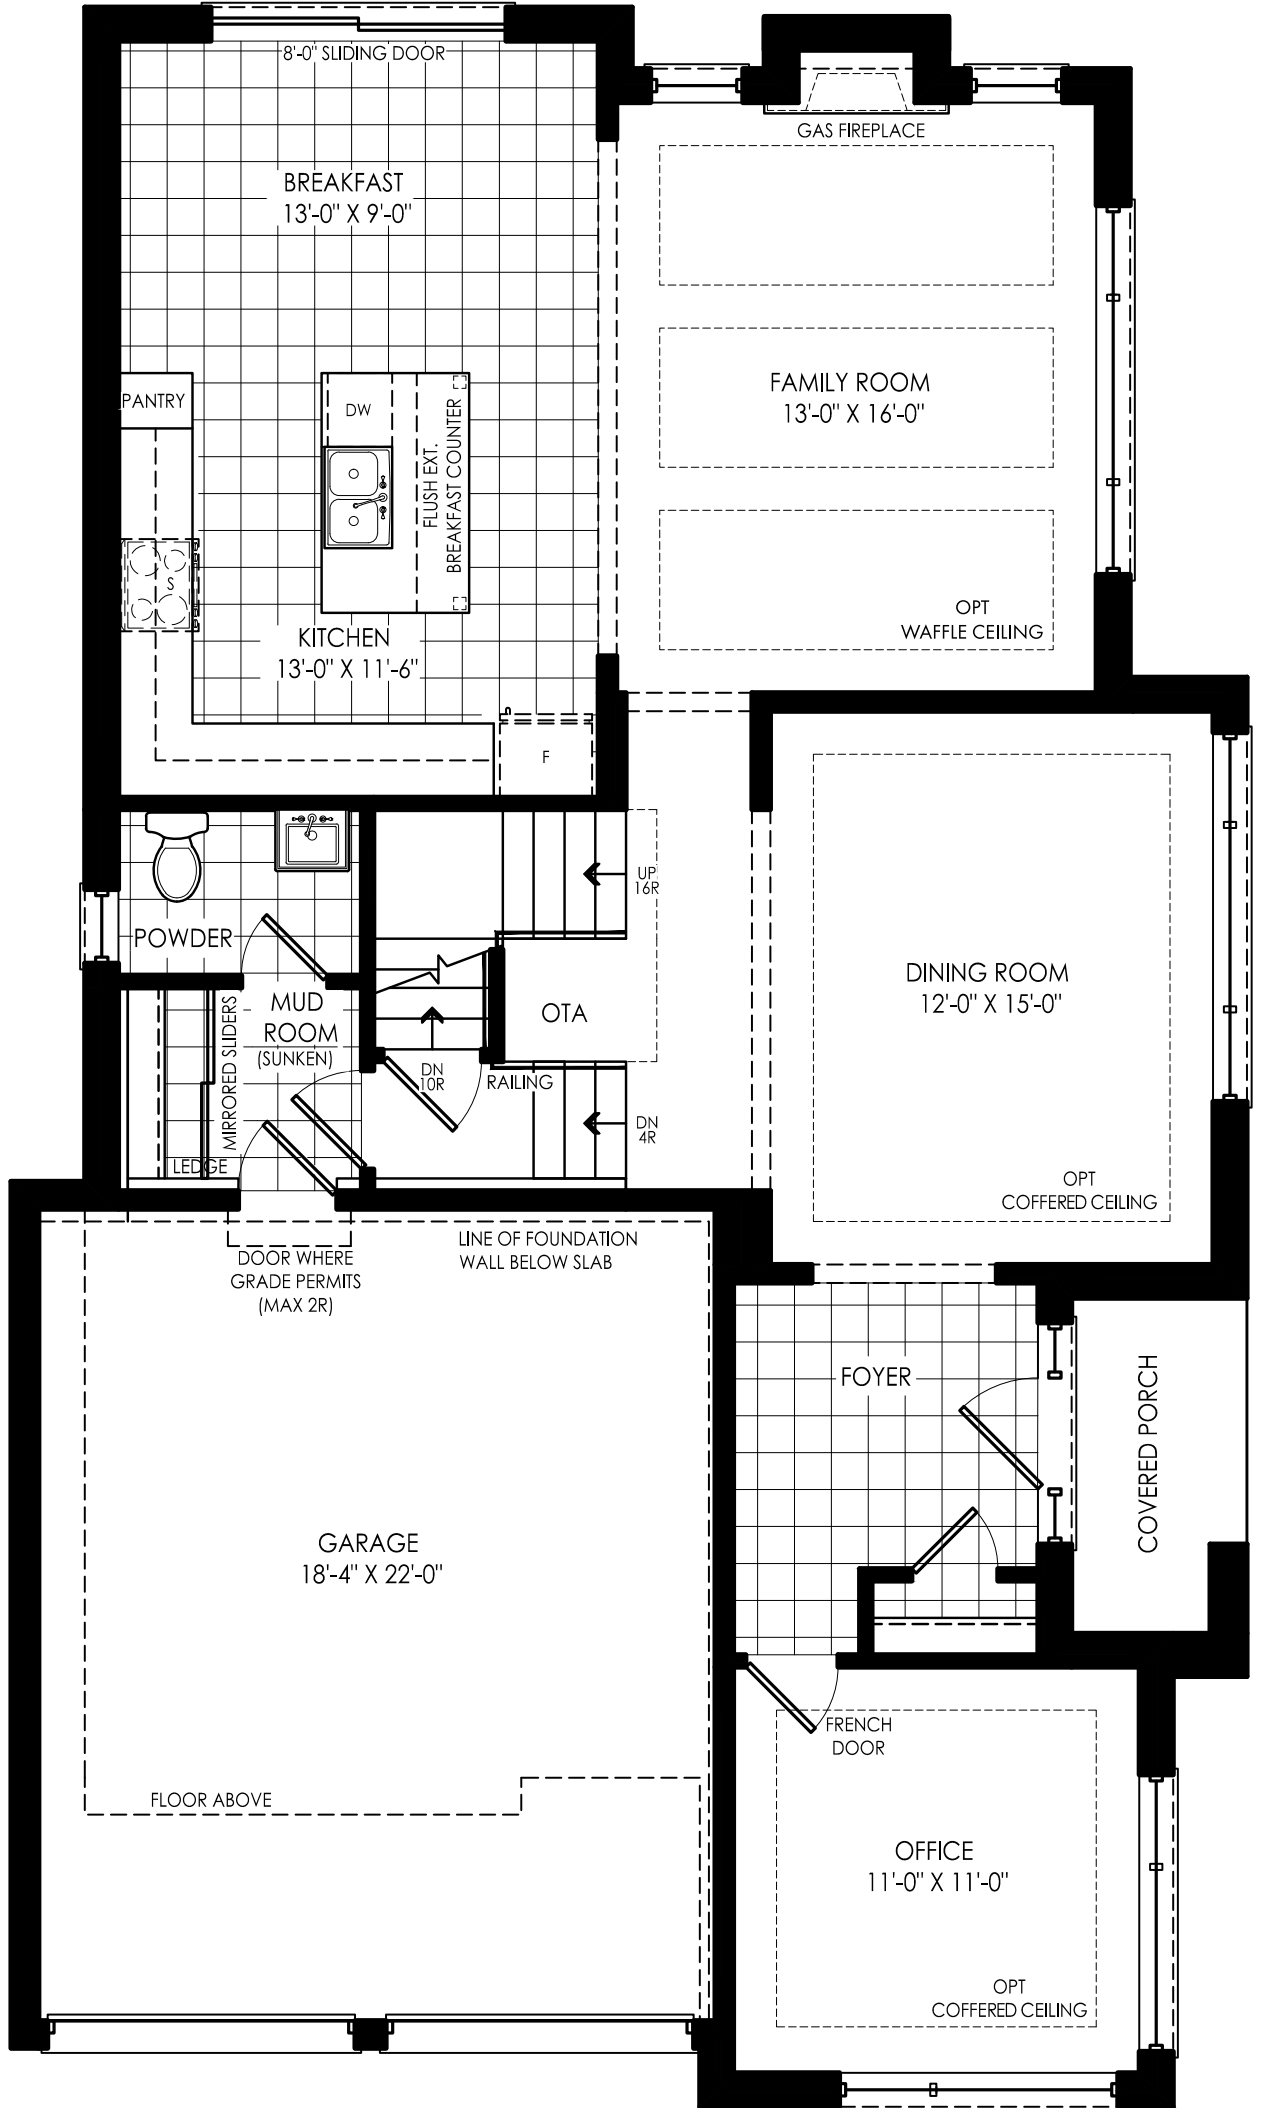 8'-0" SLIDING DOOR
GAS FIREPLACE
BREAKFAST
13'-0" X 9'-0"
FAMILY ROOM
13'-0" X 16'-0"
PANTRY
DW
FLUSH EXT.
BREAKFAST COUNTER
S
OPT
WAFFLE CEILING
KITCHEN
13'-0" X 11'-6"
F
UP
16R
POWDER
DINING ROOM
12'-0" X 15'-0"
MUD
ROOM
(SUNKEN)
MIRRORED SLIDERS
OTA
DN
10R
RAILING
DN
4R
LEDGE
OPT
COFFERED CEILING
DOOR WHERE
GRADE PERMITS
(MAX 2R)
LINE OF FOUNDATION
WALL BELOW SLAB
FOYER
COVERED PORCH
GARAGE
18'-4" X 22'-0"
FRENCH
DOOR
FLOOR ABOVE
OFFICE
11'-0" X 11'-0"
OPT
COFFERED CEILING